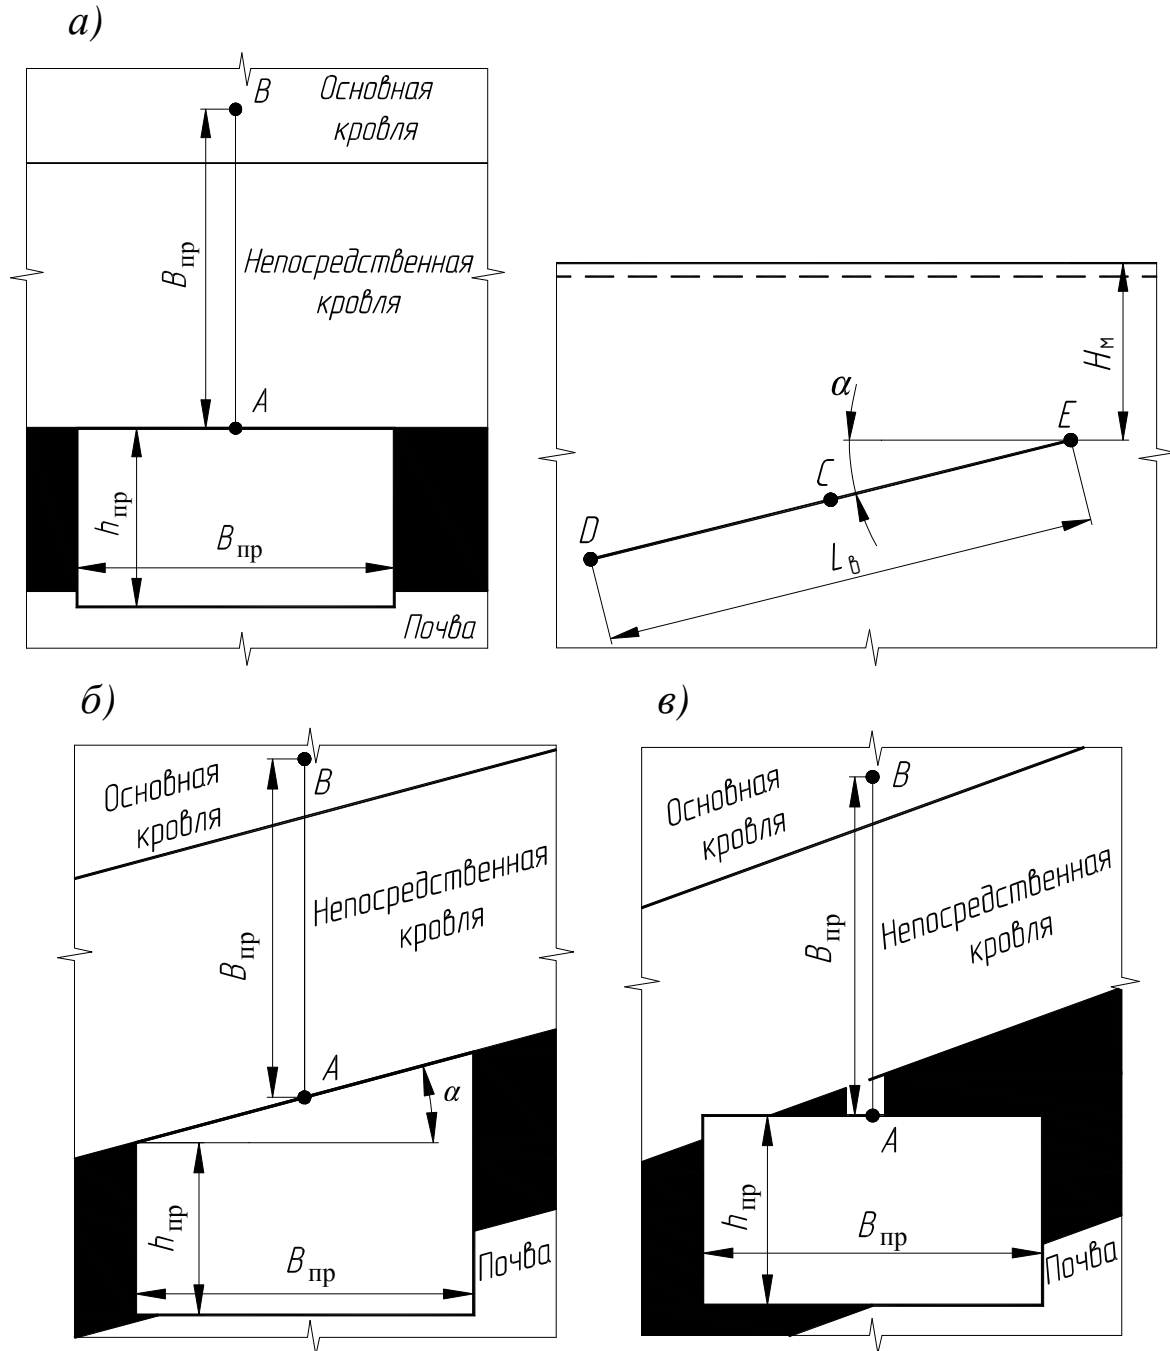 а)
B
Основная
кровля
Bпр
Непосредственная
кровля
A
hпр
Bпр
Почва
Hм
α
E
C
D
Lв
б)
Основная
кровля
B
Непосредственная
кровля
Bпр
A
α
hпр
Bпр
Почва
в)
Основная
кровля
B
Непосредственная
кровля
Bпр
A
hпр
Bпр
Почва